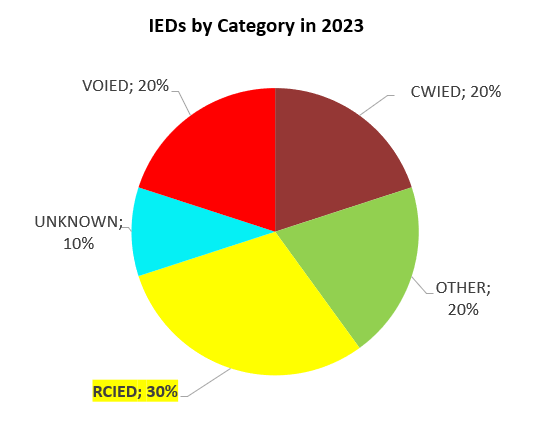 IEDs by Category in 2023
VOIED; 20%
CWIED; 20%
UNKNOWN;
10%
OTHER;
20%
RCIED; 30%